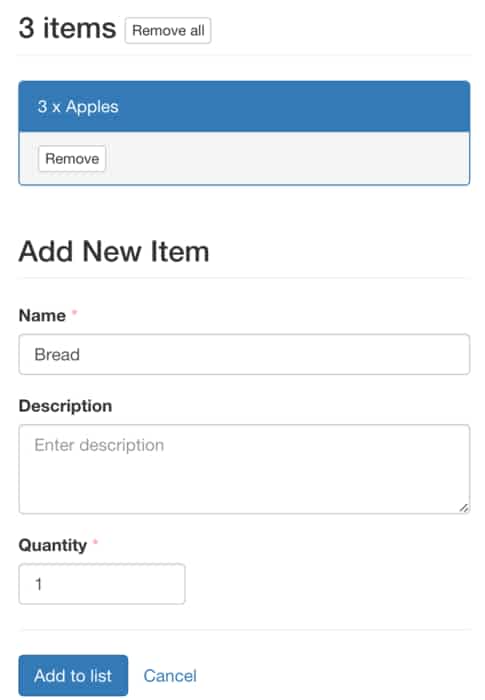 3 items Remove all
3 x Apples
Remove
Add New Item
Name *
Bread
Description
Enter description
Quantity *
1
Add to list Cancel